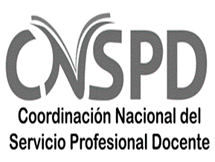 CNSPD
Coordinación Nacional del
Servicio Profesional Docente